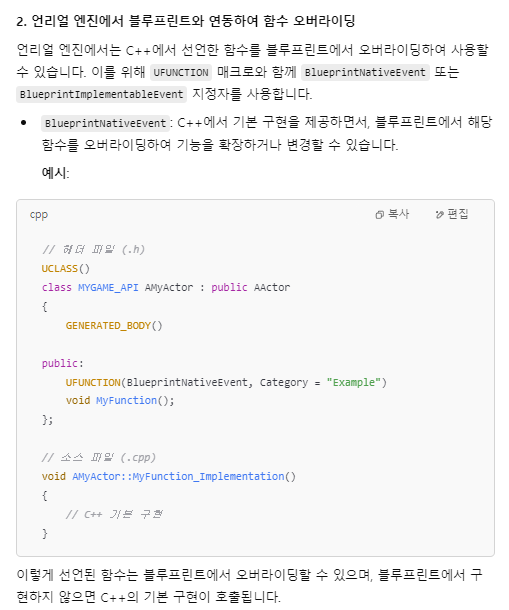 2. 언리얼 엔진에서 블루프린트와 연동하여 함수 오버라이딩
언리얼 엔진에서는 C++에서 선언한 함수를 블루프린트에서 오버라이딩하여 사용할
수 있습니다. 이를 위해 UFUNCTION 매크로와 함께 BlueprintNativeEvent 또는
BlueprintImplementableEvent 지정자를 사용합니다.
• BlueprintNativeEvent: C++에서 기본 구현을 제공하면서, 블루프린트에서 해당
함수를 오버라이딩하여 기능을 확장하거나 변경할 수 있습니다.
예시:
cpp 복사 편집
// 헤더 파일 (.h)
UCLASS()
class MYGAME_API AMyActor : public AActor
{
GENERATED_BODY()
public:
UFUNCTION(BlueprintNativeEvent, Category = "Example")
void MyFunction();
};
// 소스 파일 (.cpp)
void AMyActor::MyFunction_Implementation()
{
// C++ 기본 구현
}
이렇게 선언된 함수는 블루프린트에서 오버라이딩할 수 있으며, 블루프린트에서 구
현하지 않으면 C++의 기본 구현이 호출됩니다.